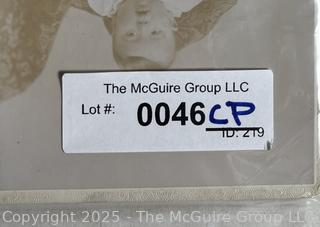 The McGuire Group LLC
Lot #: 0046CP
ID: 219
Copyright 2025 - The McGuire Group LLC